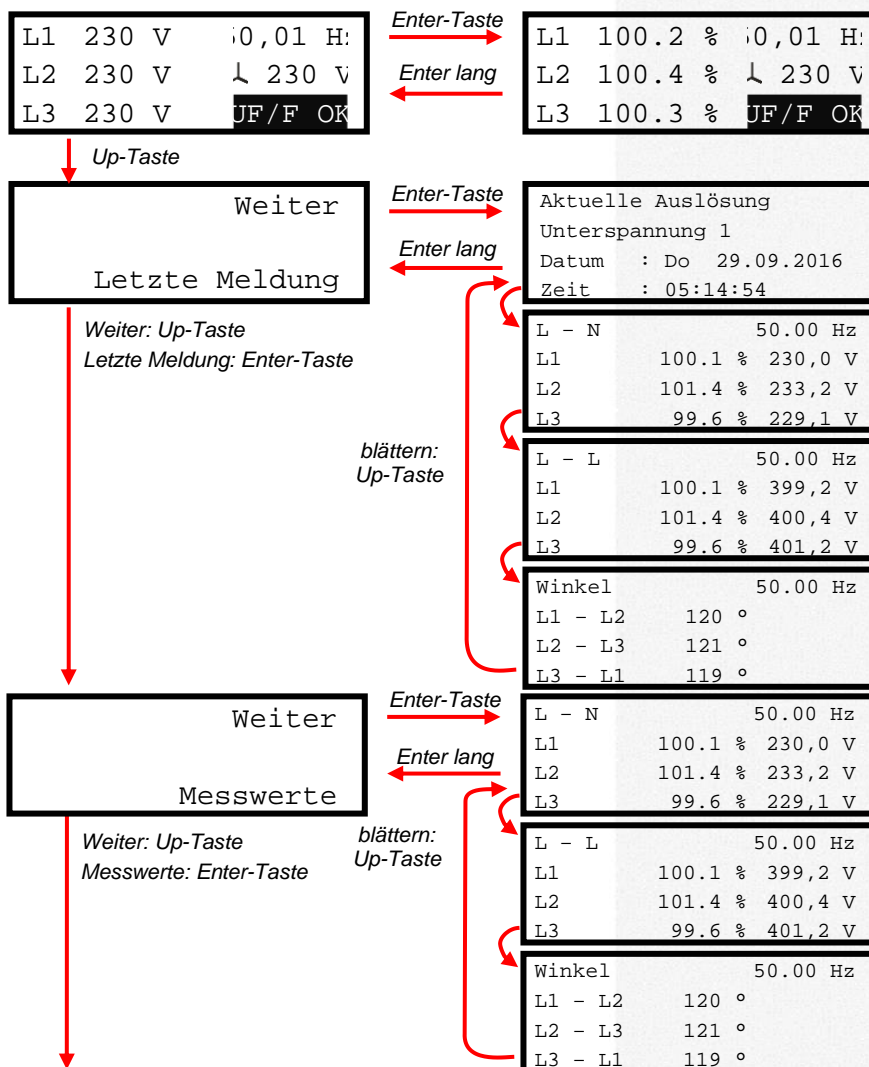 L1 230 V 50,01 Hz
L2 230 V 230 V
L3 230 V UF/F OK
Enter-Taste
Enter lang
L1 100.2 % 50,01 Hz
L2 100.4 % 230 V
L3 100.3 % UF/F OK
Up-Taste
Weiter
Letzte Meldung
Enter-Taste
Enter lang
Aktuelle Auslösung
Unterspannung 1
Datum : Do 29.09.2016
Zeit : 05:14:54
Weiter: Up-Taste
Letzte Meldung: Enter-Taste
L – N 50.00 Hz
L1 100.1 % 230,0 V
L2 101.4 % 233,2 V
L3 99.6 % 229,1 V
blättern:
Up-Taste
L – L 50.00 Hz
L1 100.1 % 399,2 V
L2 101.4 % 400,4 V
L3 99.6 % 401,2 V
Winkel 50.00 Hz
L1 – L2 120 °
L2 – L3 121 °
L3 – L1 119 °
Weiter
Messwerte
Enter-Taste
Enter lang
L – N 50.00 Hz
L1 100.1 % 230,0 V
L2 101.4 % 233,2 V
L3 99.6 % 229,1 V
Weiter: Up-Taste
Messwerte: Enter-Taste
blättern:
Up-Taste
L – L 50.00 Hz
L1 100.1 % 399,2 V
L2 101.4 % 400,4 V
L3 99.6 % 401,2 V
Winkel 50.00 Hz
L1 – L2 120 °
L2 – L3 121 °
L3 – L1 119 °